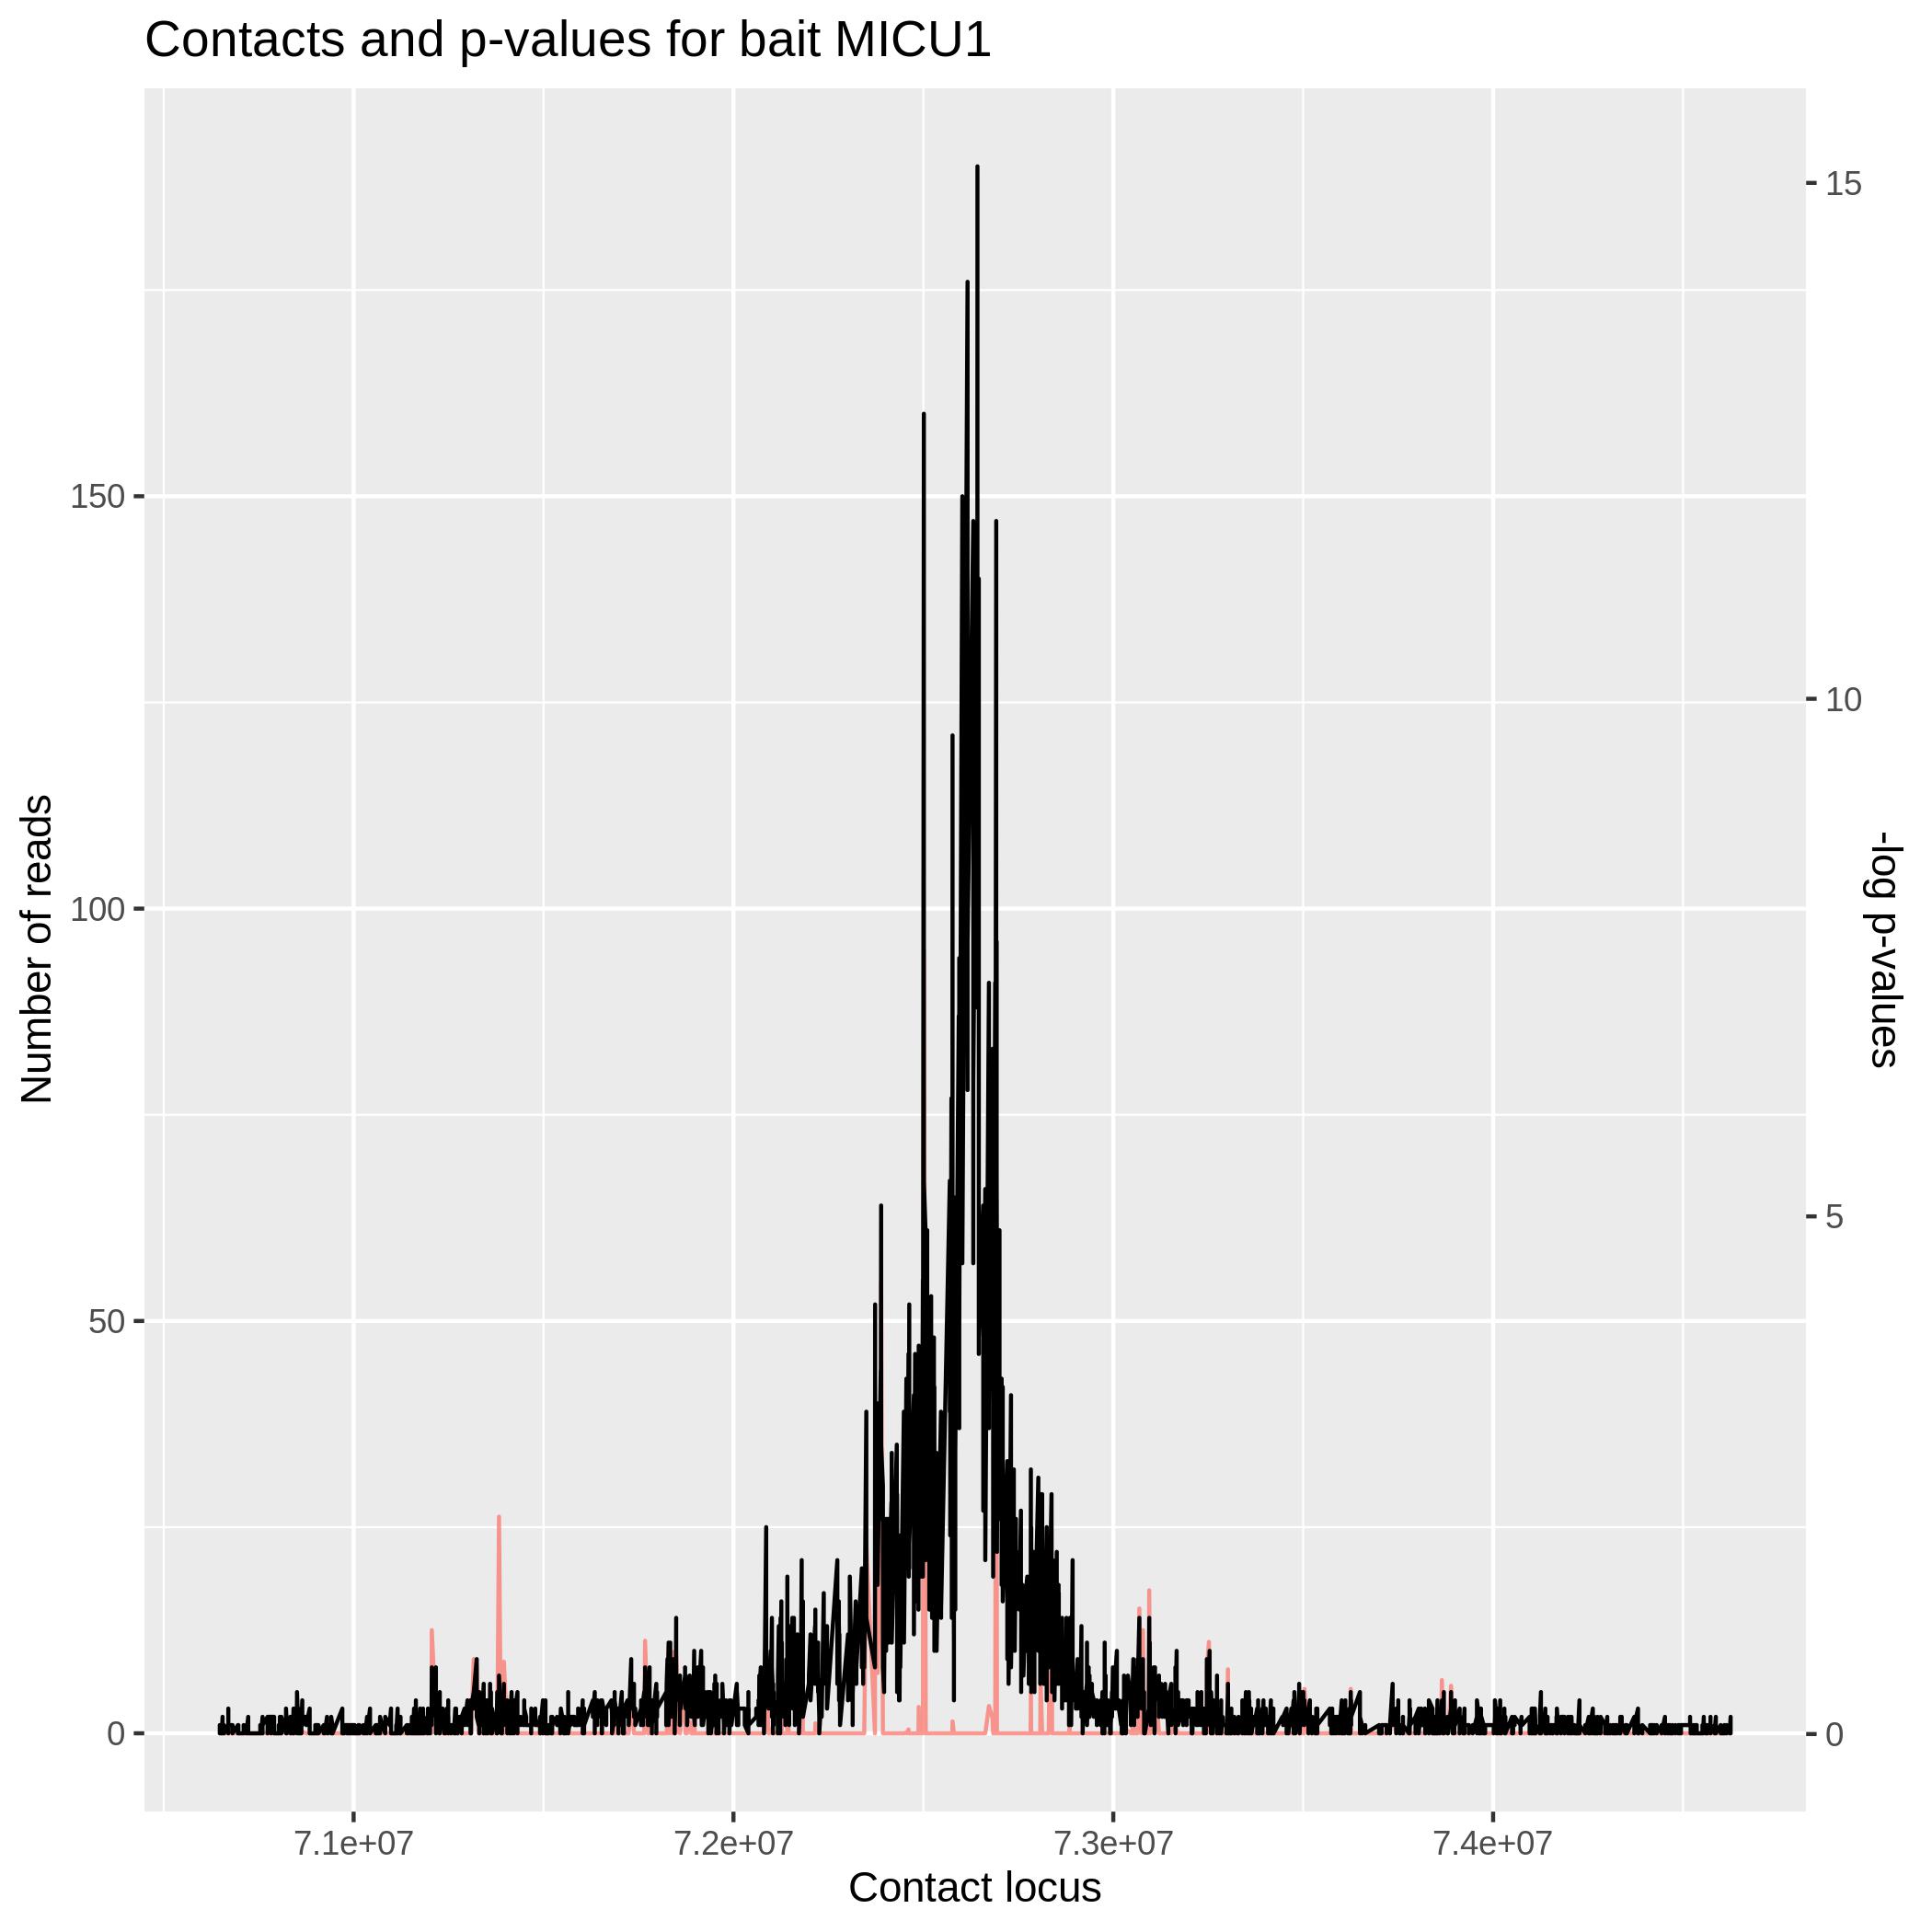 Contacts and p-values for bait MICU1
Number of reads
150
100
50
0
15
10
5
0
-log p-values
7.1e+07 7.2e+07 7.3e+07 7.4e+07
Contact locus